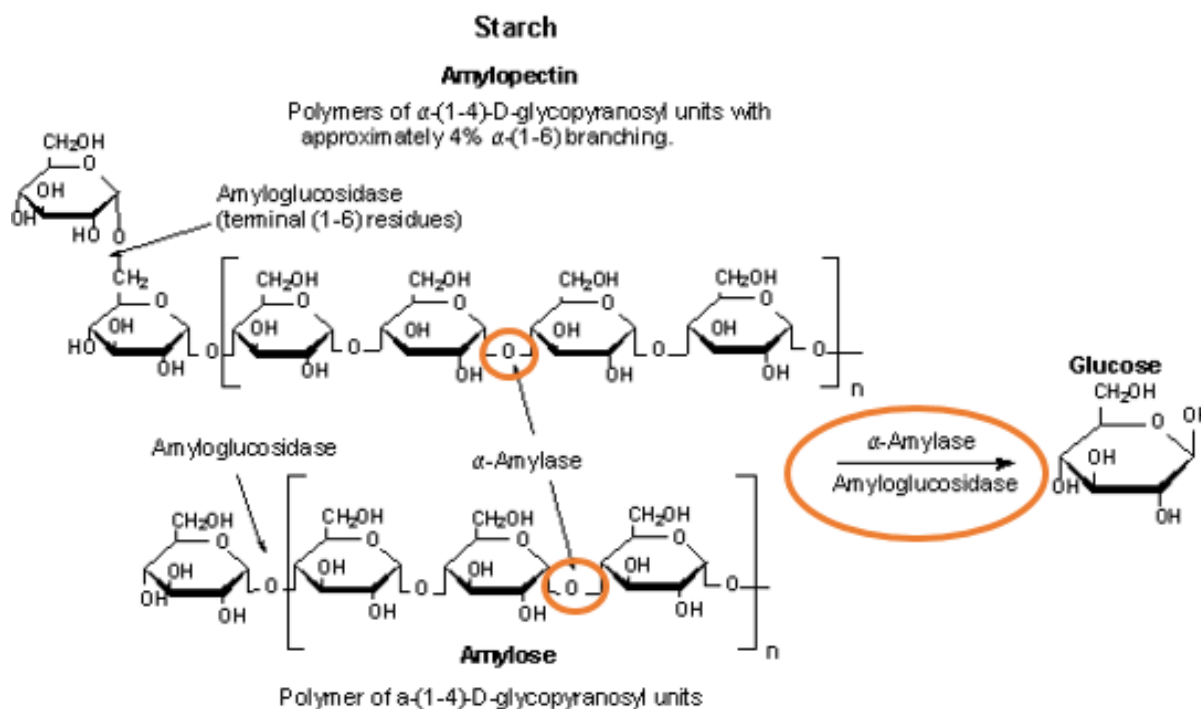 Starch
Amylopectin
Polymers of α-(1-4)-D-glycopyranosyl units with
approximately 4% α-(1-6) branching.
CH₂OH
O
OH
OH
HO
O
Amyloglucosidase
(terminal (1-6) residues)
CH₂
O
OH
HO
OH
O
CH₂OH
O
OH
OH
O
CH₂OH
O
OH
OH
O
CH₂OH
O
OH
OH
O
CH₂OH
O
OH
OH
O
n
Amyloglucosidase
α-Amylase
α-Amylase
Amyloglucosidase
Glucose
CH₂OH
O
OH
OH
OH
CH₂OH
O
OH
OH
OH
O
CH₂OH
O
OH
OH
O
CH₂OH
O
OH
OH
O
CH₂OH
O
OH
OH
O
n
Amylose
Polymer of a-(1-4)-D-glycopyranosyl units